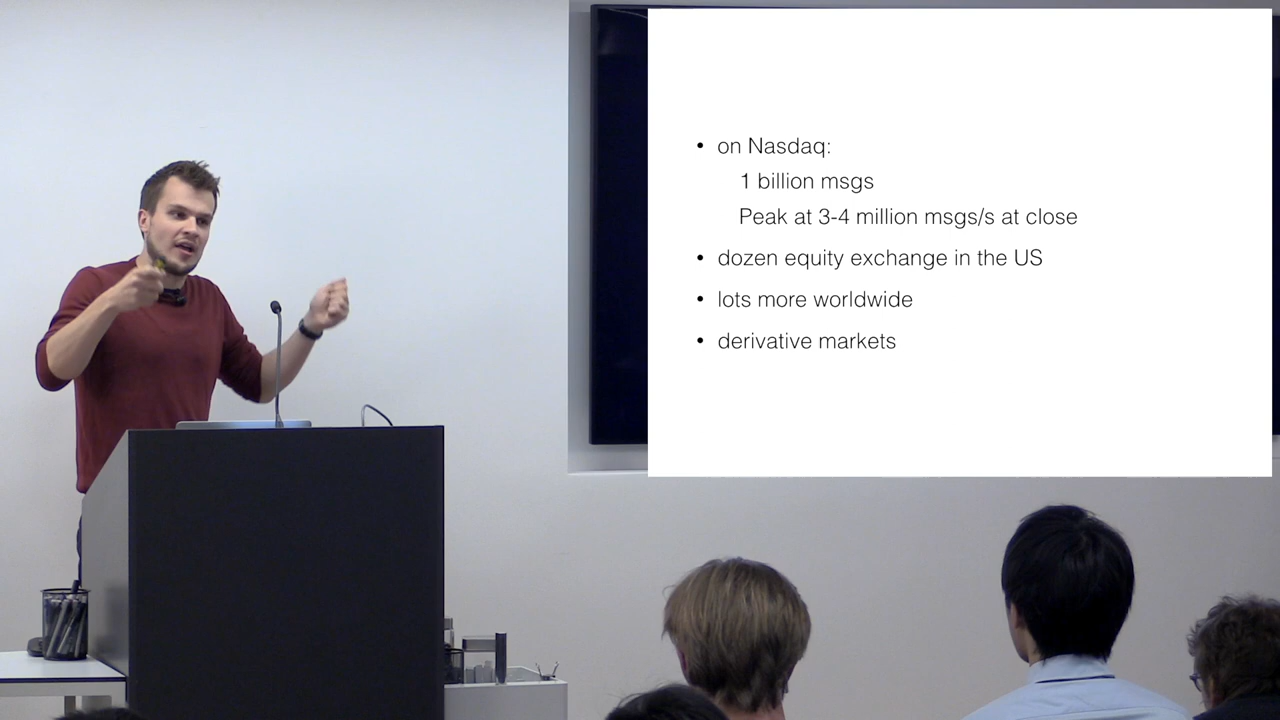 • on Nasdaq:
1 billion msgs
Peak at 3-4 million msgs/s at close
• dozen equity exchange in the US
• lots more worldwide
• derivative markets